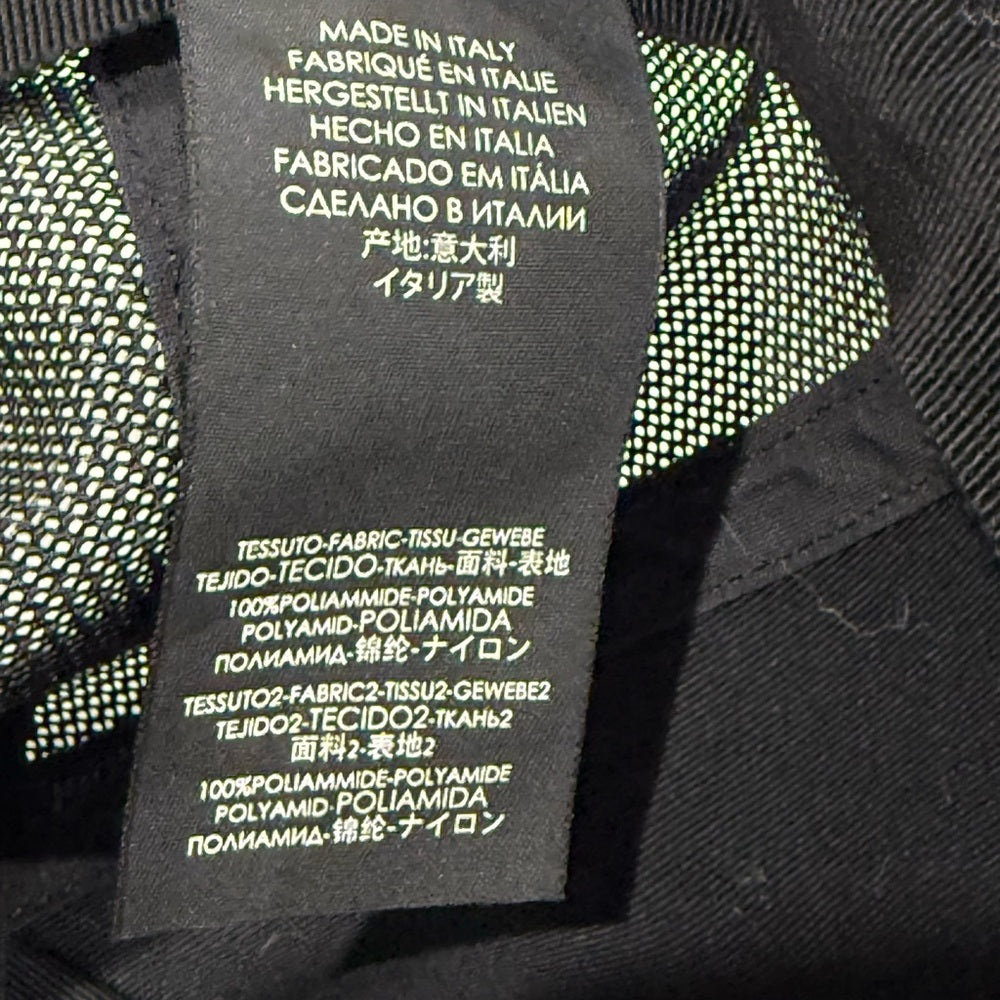 MADE IN ITALY
FABRIQUÉ EN ITALIE
HERGESTELLT IN ITALIEN
HECHO EN ITALIA
FABRICADO EM ITÁLIA
СДЕЛАНО В ИТАЛИИ
产地:意大利
イタリア製
TESSUTO-FABRIC-TISSU-GEWEBE
TEJIDO-TECIDO-ТКАНЬ-面料-表地
100%POLIAMMIDE-POLYAMIDE
POLYAMID-POLIAMIDA
ПОЛИАМИД-锦纶-ナイロン
TESSUTO2-FABRIC2-TISSU2-GEWEBE2
TEJIDO2-TECIDO2-ТКАНЬ2
面料2-表地2
100%POLIAMMIDE-POLYAMIDE
POLYAMID-POLIAMIDA
ПОЛИАМИД-锦纶-ナイロン